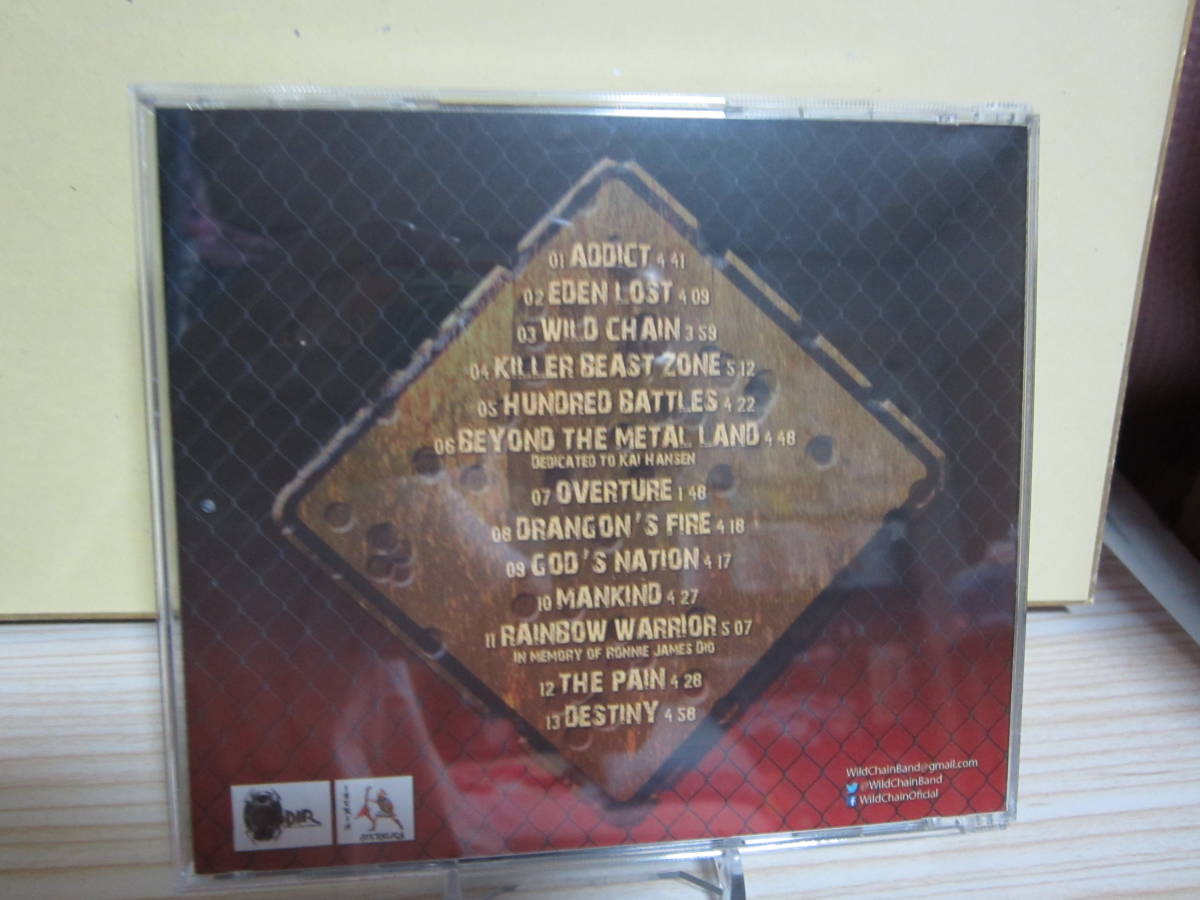 01 ADDICT 4 41
02 EDEN LOST 4 09
03 WILD CHAIN 3 59
04 KILLER BEAST ZONE 5 12
05 HUNDRED BATTLES 4 22
06 BEYOND THE METAL LAND 4 48
DEDICATED TO KAI HANSEN
07 OVERTURE 1 48
08 DRANGON'S FIRE 4 18
09 GOD'S NATION 4 17
10 MANKIND 4 27
11 RAINBOW WARRIOR 5 07
IN MEMORY OF RONNIE JAMES DIO
12 THE PAIN 4 28
13 DESTINY 4 58
WildChainBand@gmail.com
@WildChainBand
WildChainOficial